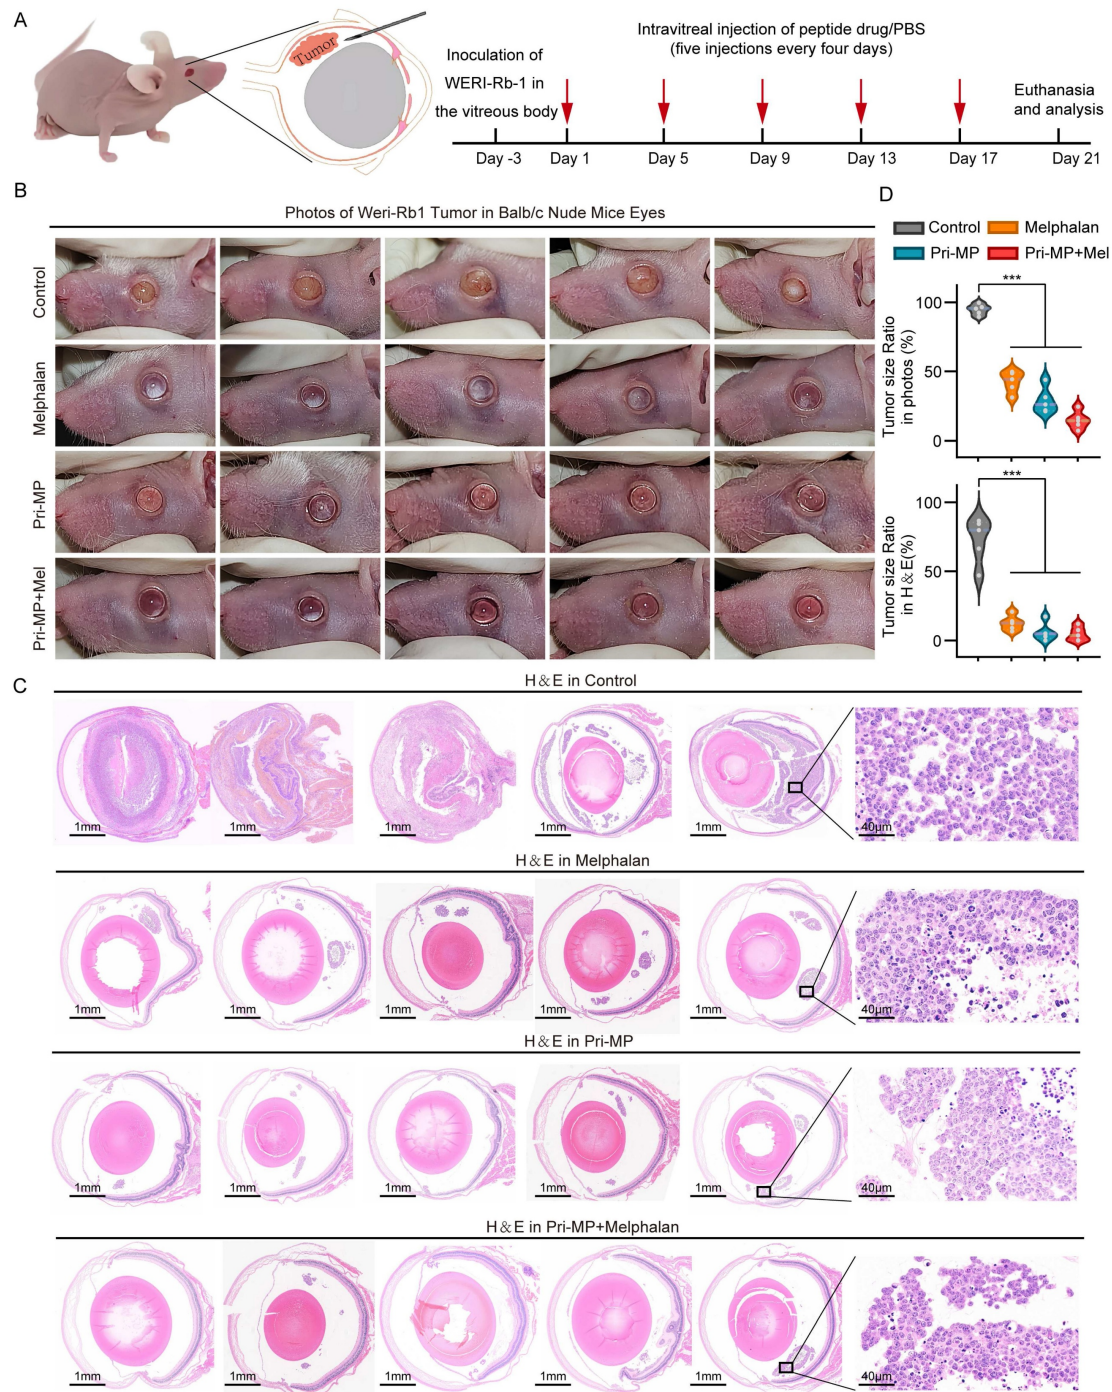 A
Tumor
Inoculation of
WERI-Rb-1 in
the vitreous body
Intravitreal injection of peptide drug/PBS
(five injections every four days)
Euthanasia
and analysis
Day -3
Day 1
Day 5
Day 9
Day 13
Day 17
Day 21
B
Photos of Weri-Rb1 Tumor in Balb/c Nude Mice Eyes
Control
Melphalan
Pri-MP
Pri-MP+Mel
D
Control
Melphalan
Pri-MP
Pri-MP+Mel
***
100
50
0
Tumor size Ratio
in photos (%)
***
100
50
0
Tumor size Ratio
in H&E(%)
C
H&E in Control
1mm
1mm
1mm
1mm
1mm
40μm
H&E in Melphalan
1mm
1mm
1mm
1mm
1mm
40μm
H&E in Pri-MP
1mm
1mm
1mm
1mm
1mm
40μm
H&E in Pri-MP+Melphalan
1mm
1mm
1mm
1mm
1mm
40μm